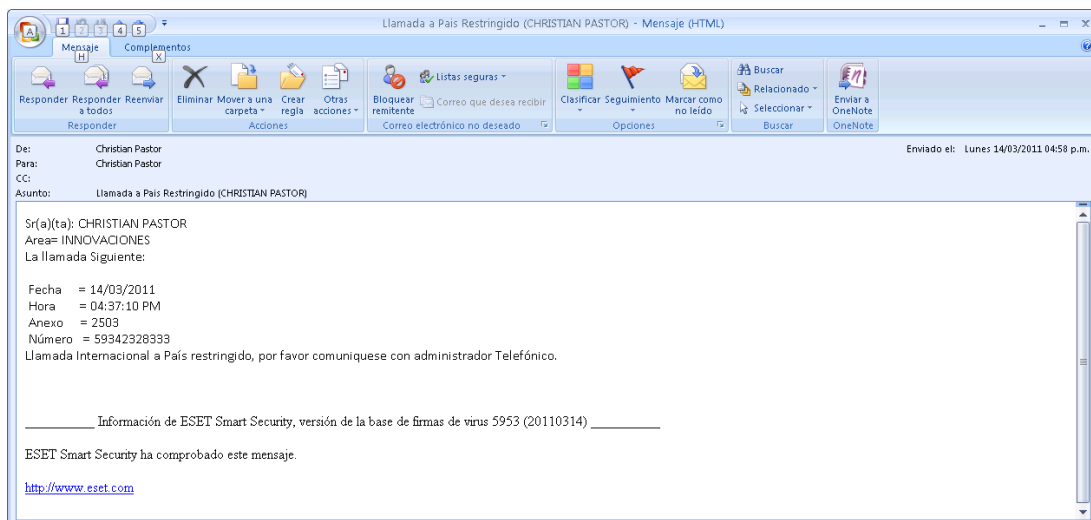 Llamada a Pais Restringido (CHRISTIAN PASTOR) - Mensaje (HTML)
A 1 2 3 4 5
Mensaje Complementos
H X
Responder Responder a todos Reenviar
Responder
Eliminar Mover a una carpeta Crear regla Otras acciones
Acciones
Bloquear remitente Listas seguras
Correo que desea recibir
Correo electrónico no deseado
Clasificar Seguimiento Marcar como no leído
Opciones
Buscar
Relacionado
Seleccionar
Buscar
Enviar a OneNote
OneNote
De: Christian Pastor Enviado el: Lunes 14/03/2011 04:58 p.m.
Para: Christian Pastor
CC:
Asunto: Llamada a Pais Restringido (CHRISTIAN PASTOR)
Sr(a)(ta): CHRISTIAN PASTOR
Area= INNOVACIONES
La llamada Siguiente:
Fecha = 14/03/2011
Hora = 04:37:10 PM
Anexo = 2503
Número = 59342328333
Llamada Internacional a País restringido, por favor comuniquese con administrador Telefónico.
__________ Información de ESET Smart Security, versión de la base de firmas de virus 5953 (20110314) __________
ESET Smart Security ha comprobado este mensaje.
http://www.eset.com